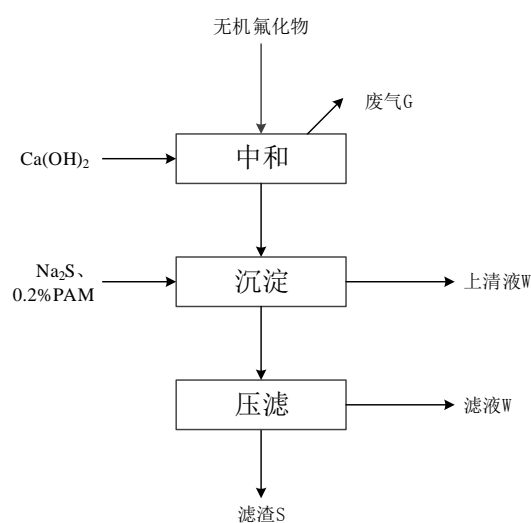 无机氟化物
废气G
中和
Ca(OH)₂
Na₂S、
0.2%PAM
沉淀
上清液W
压滤
滤液W
滤渣S